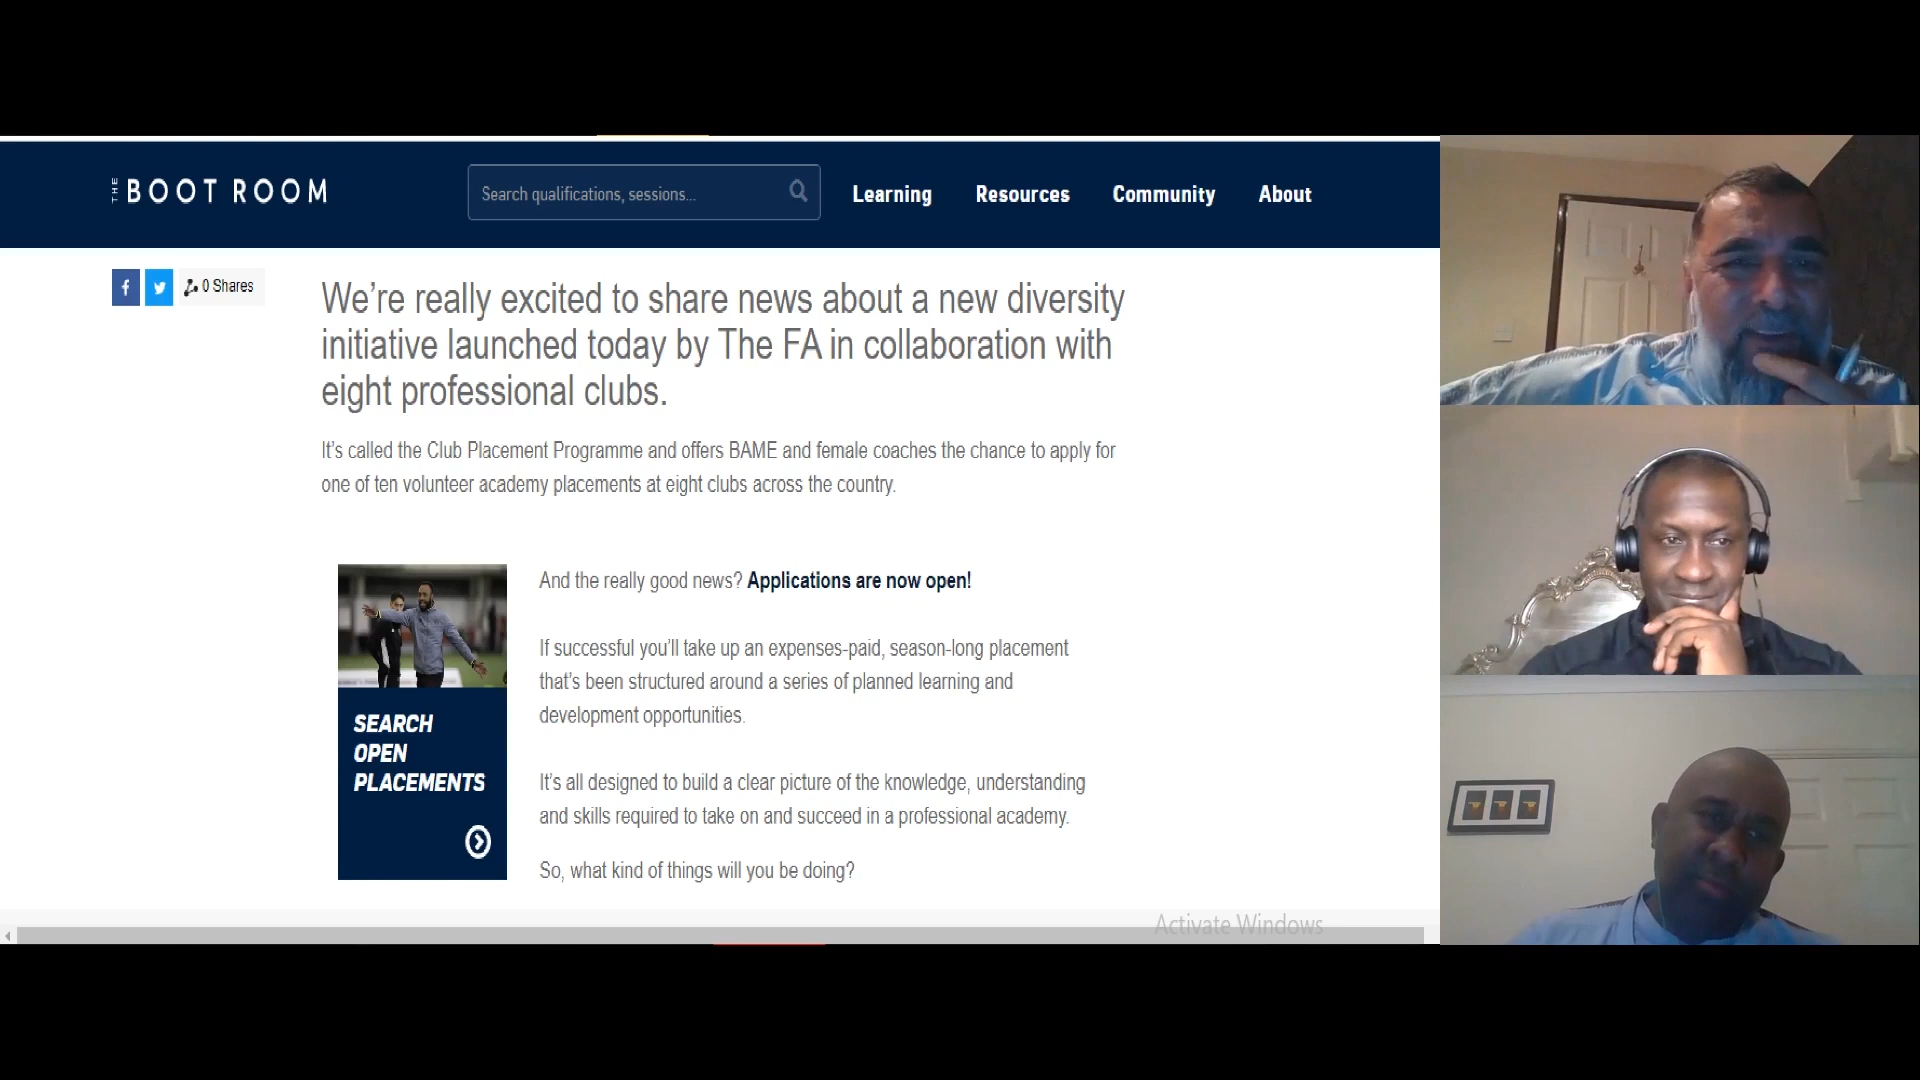 THE BOOT ROOM
Search qualifications, sessions...
Learning
Resources
Community
About
0 Shares
We're really excited to share news about a new diversity
initiative launched today by The FA in collaboration with
eight professional clubs.
It's called the Club Placement Programme and offers BAME and female coaches the chance to apply for
one of ten volunteer academy placements at eight clubs across the country.
SEARCH
OPEN
PLACEMENTS
And the really good news? Applications are now open!
If successful you'll take up an expenses-paid, season-long placement
that's been structured around a series of planned learning and
development opportunities.
It's all designed to build a clear picture of the knowledge, understanding
and skills required to take on and succeed in a professional academy.
So, what kind of things will you be doing?
Activate Windows